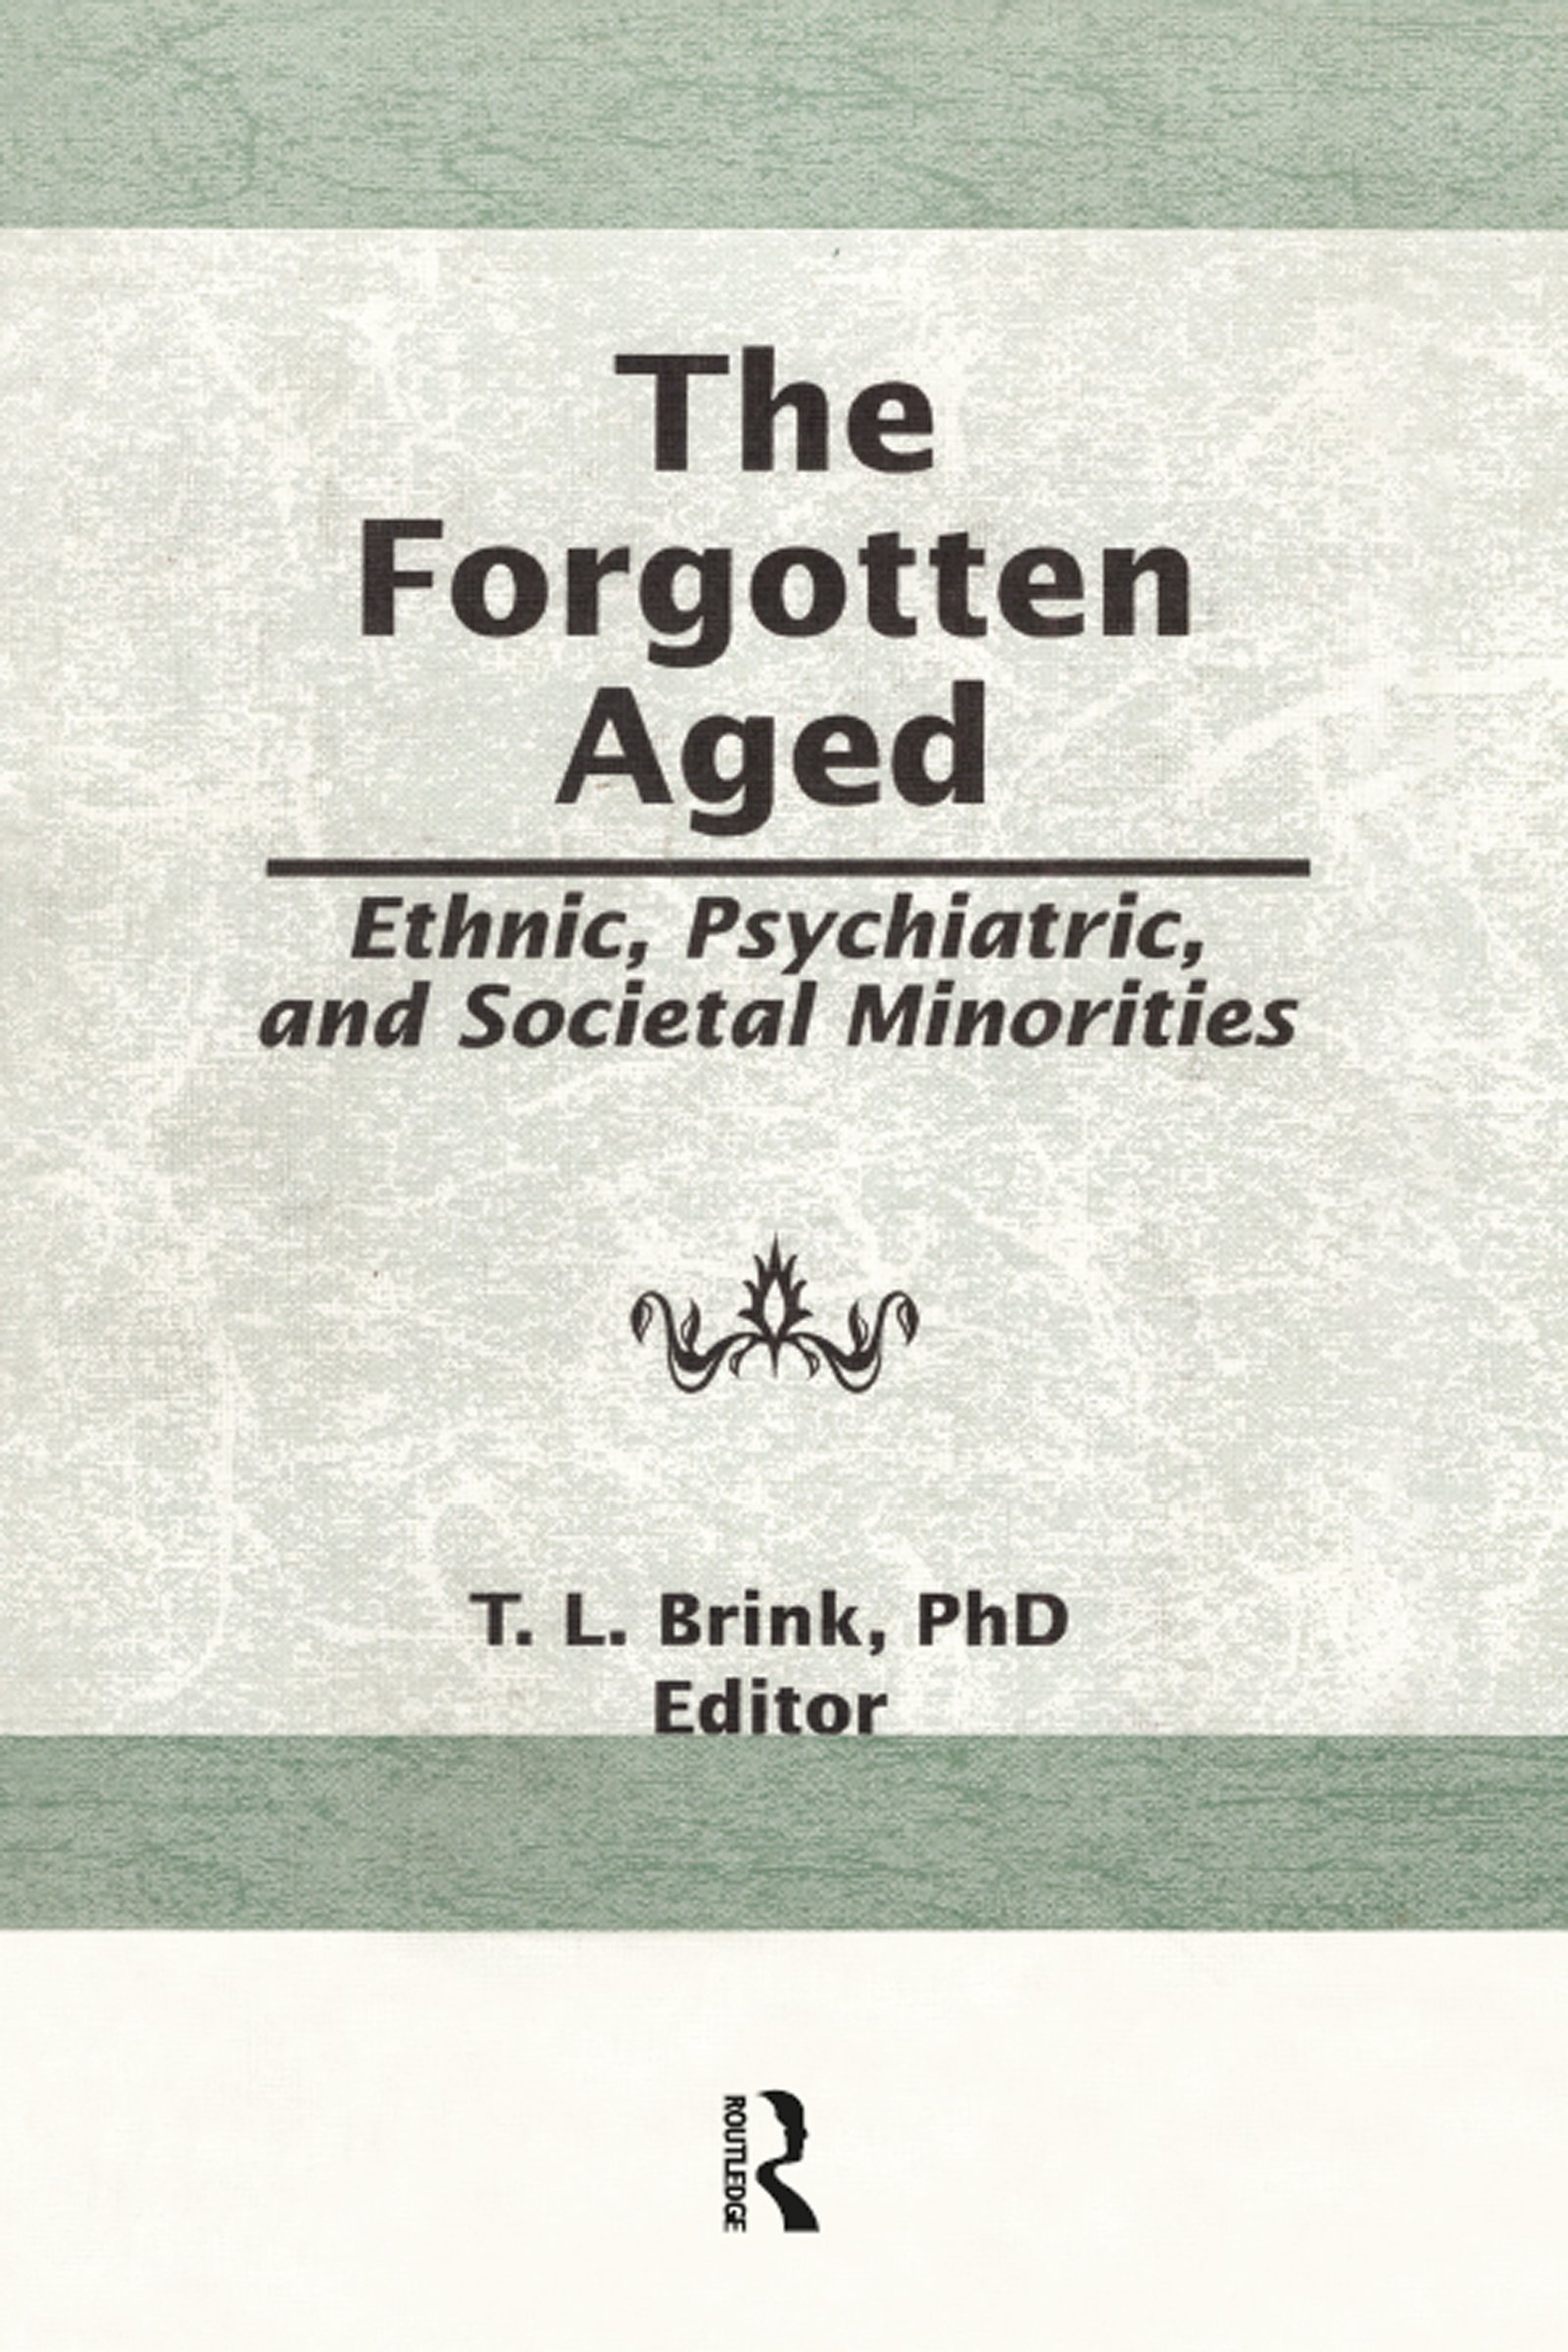 The
Forgotten
Aged
Ethnic, Psychiatric,
and Societal Minorities
T. L. Brink, PhD
Editor
ROUTLEDGE